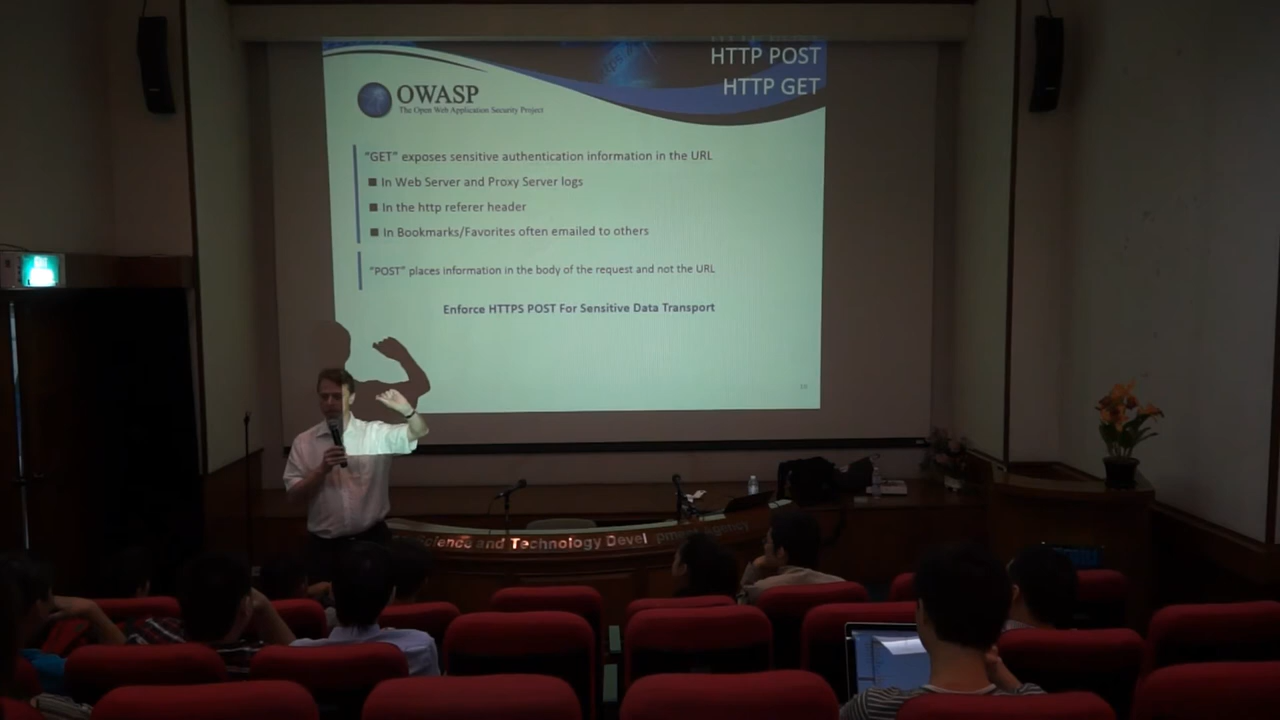 HTTP POST
HTTP GET
OWASP
The Open Web Application Security Project
"GET" exposes sensitive authentication information in the URL
In Web Server and Proxy Server logs
In the http referer header
In Bookmarks/Favorites often emailed to others
"POST" places information in the body of the request and not the URL
Enforce HTTPS POST For Sensitive Data Transport
Science and Technology Devel pment Agency